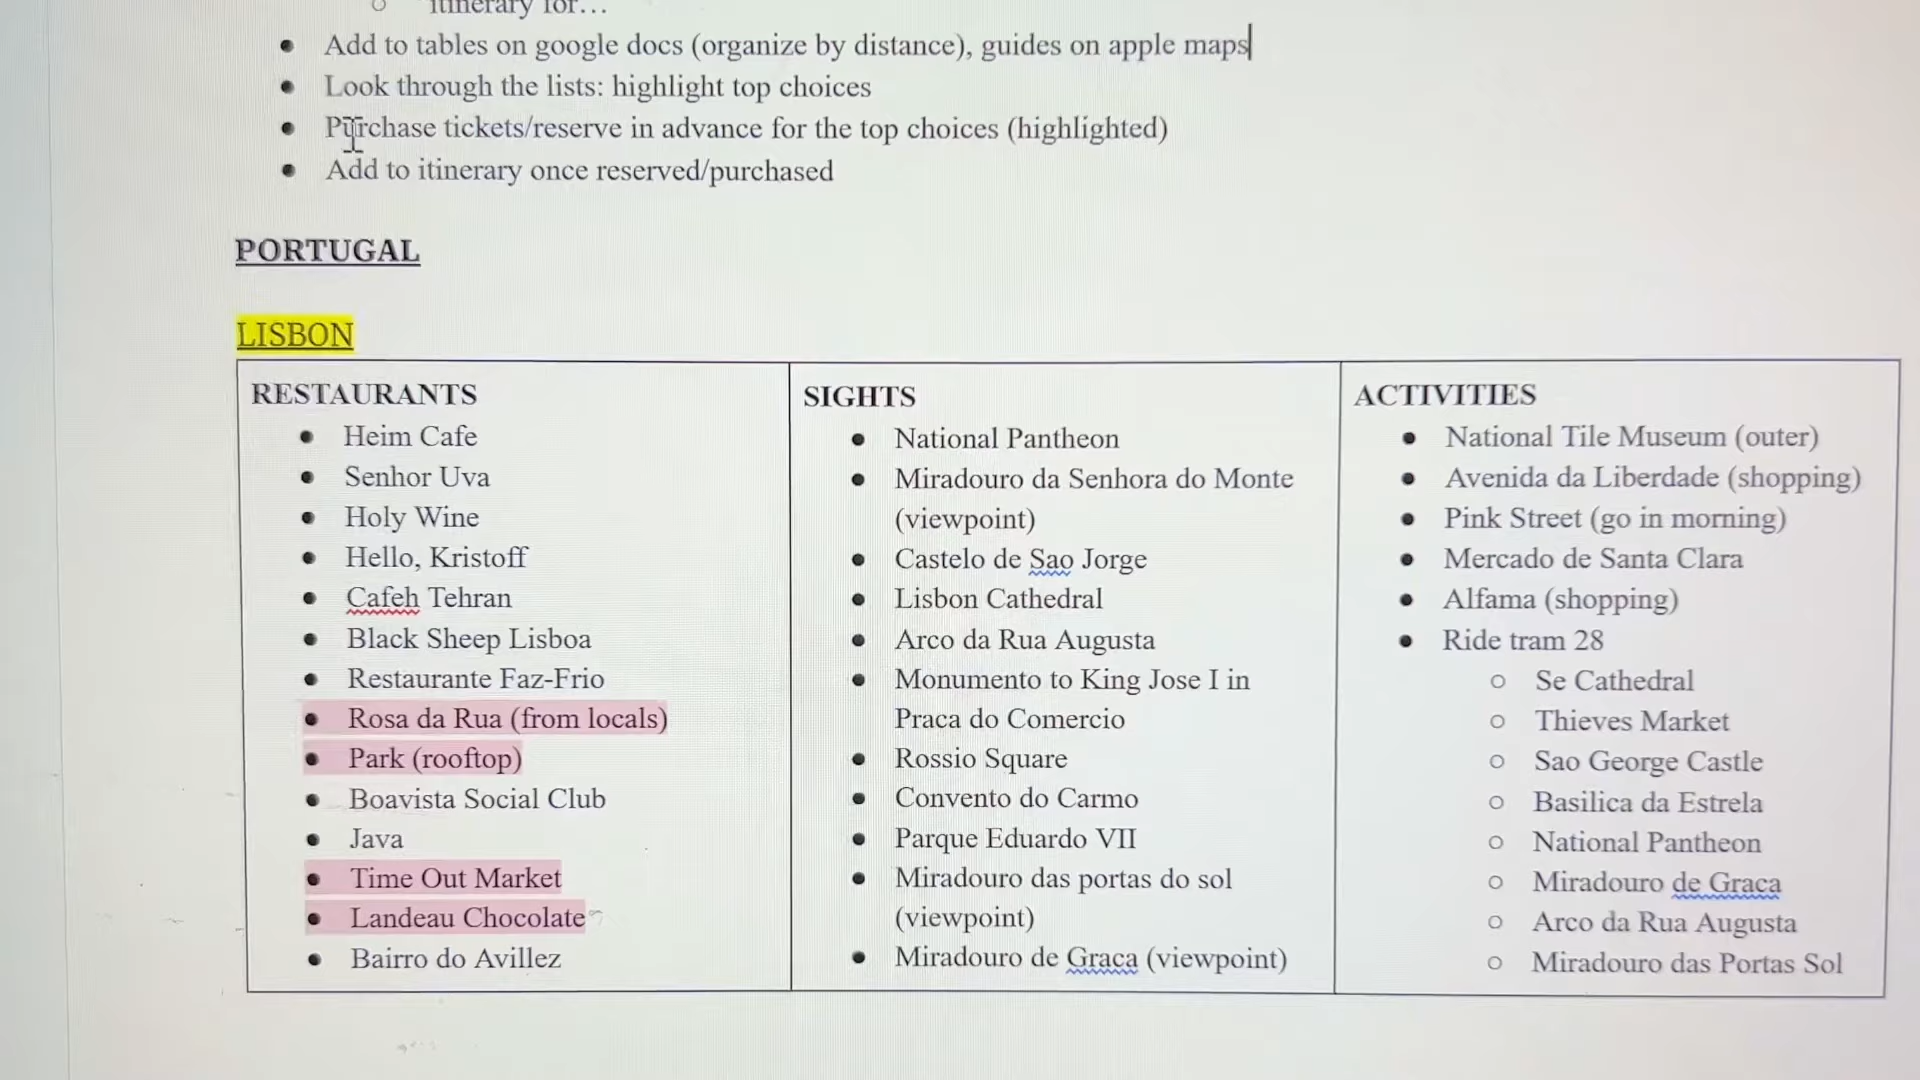 itinerary for...
Add to tables on google docs (organize by distance), guides on apple maps
Look through the lists: highlight top choices
Purchase tickets/reserve in advance for the top choices (highlighted)
Add to itinerary once reserved/purchased
PORTUGAL
LISBON
RESTAURANTS
Heim Cafe
Senhor Uva
Holy Wine
Hello, Kristoff
Cafeh Tehran
Black Sheep Lisboa
Restaurante Faz-Frio
Rosa da Rua (from locals)
Park (rooftop)
Boavista Social Club
Java
Time Out Market
Landeau Chocolate
Bairro do Avillez
SIGHTS
National Pantheon
Miradouro da Senhora do Monte
(viewpoint)
Castelo de Sao Jorge
Lisbon Cathedral
Arco da Rua Augusta
Monumento to King Jose I in
Praca do Comercio
Rossio Square
Convento do Carmo
Parque Eduardo VII
Miradouro das portas do sol
(viewpoint)
Miradouro de Graca (viewpoint)
ACTIVITIES
National Tile Museum (outer)
Avenida da Liberdade (shopping)
Pink Street (go in morning)
Mercado de Santa Clara
Alfama (shopping)
Ride tram 28
Se Cathedral
Thieves Market
Sao George Castle
Basilica da Estrela
National Pantheon
Miradouro de Graca
Arco da Rua Augusta
Miradouro das Portas Sol